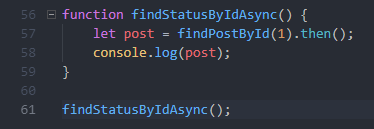 56 function findStatusByIdAsync() {
57 let post = findPostById(1).then();
58 console.log(post);
59 }
60
61 findStatusByIdAsync();